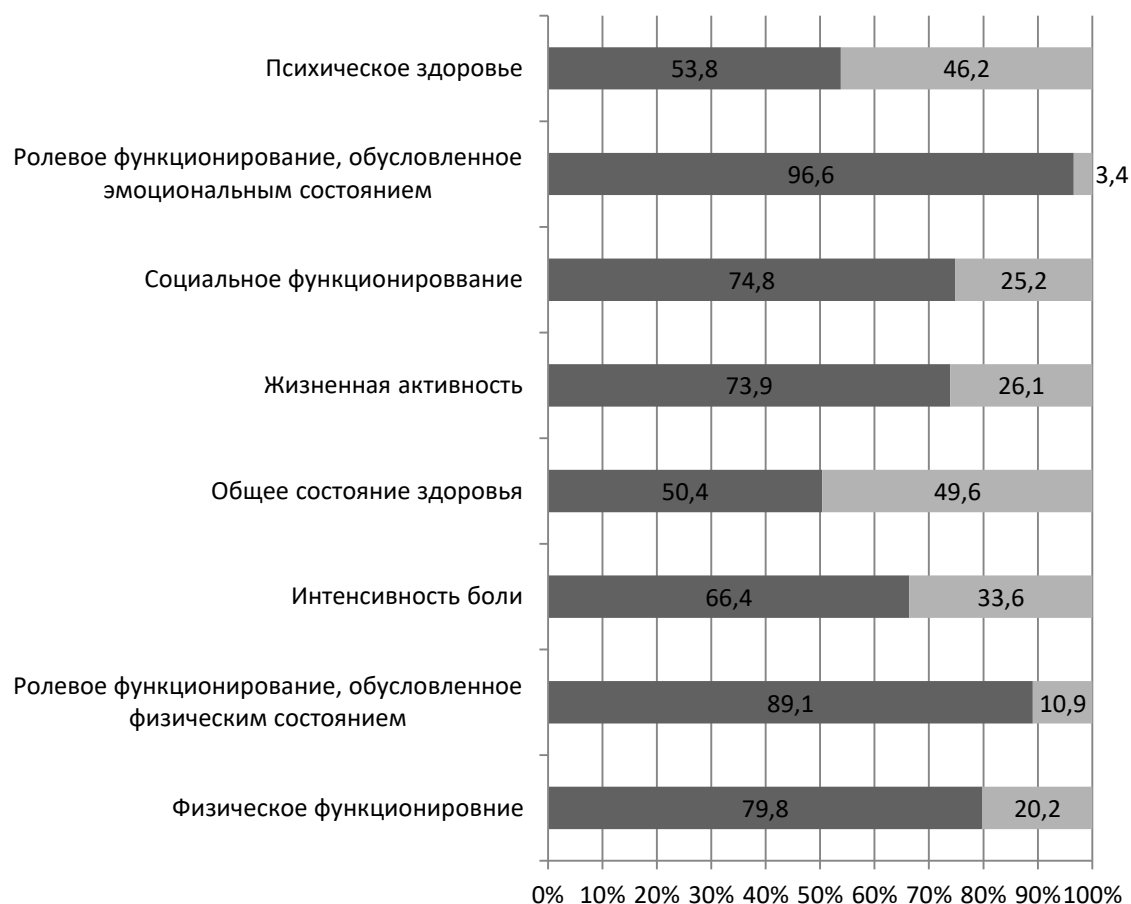 Психическое здоровье
53,8
46,2
Ролевое функционирование, обусловленное
эмоциональным состоянием
96,6
3,4
Социальное функционироввание
74,8
25,2
Жизненная активность
73,9
26,1
Общее состояние здоровья
50,4
49,6
Интенсивность боли
66,4
33,6
Ролевое функционирование, обусловленное
физическим состоянием
89,1
10,9
Физическое функционировние
79,8
20,2
0% 10% 20% 30% 40% 50% 60% 70% 80% 90% 100%